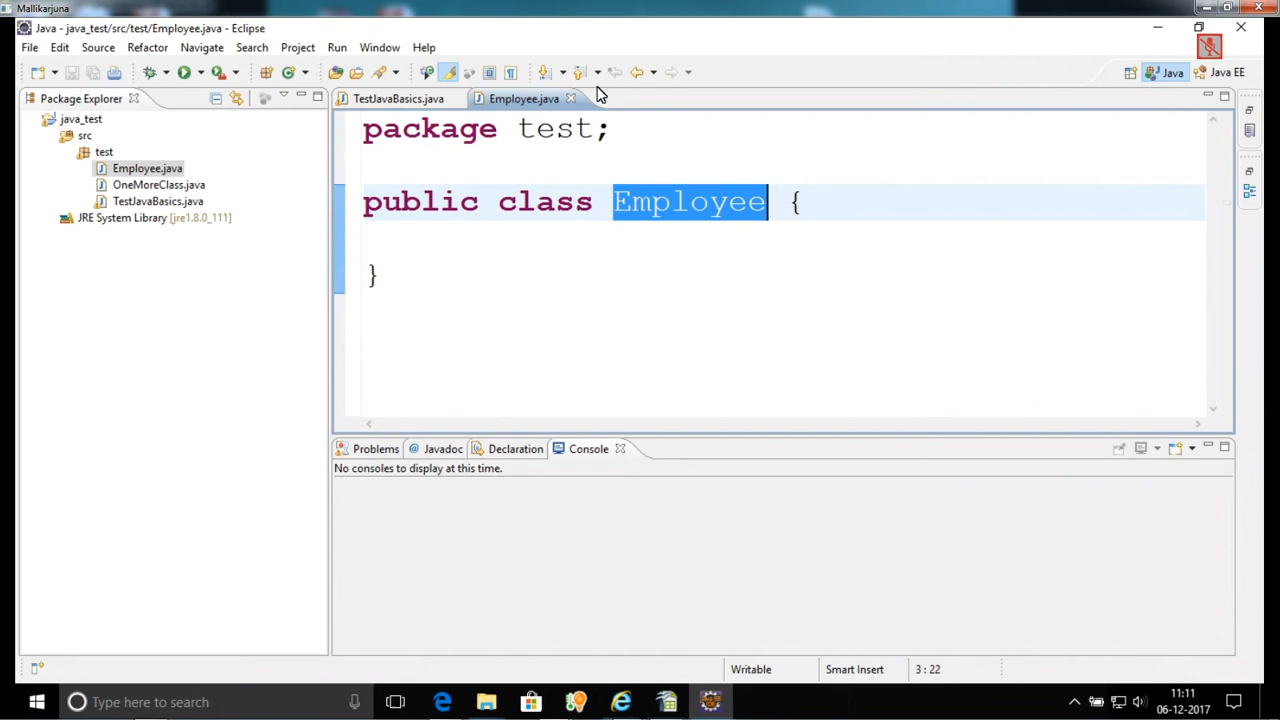 Mallikarjuna
Java - java_test/src/test/Employee.java - Eclipse
File Edit Source Refactor Navigate Search Project Run Window Help
Java Java EE
Package Explorer
TestJavaBasics.java Employee.java
java_test
src
test
Employee.java
OneMoreClass.java
TestJavaBasics.java
JRE System Library [jre1.8.0_111]
package test;
public class Employee {
}
Problems @ Javadoc Declaration Console
No consoles to display at this time.
Writable Smart Insert 3 : 22
Type here to search
11:11
06-12-2017